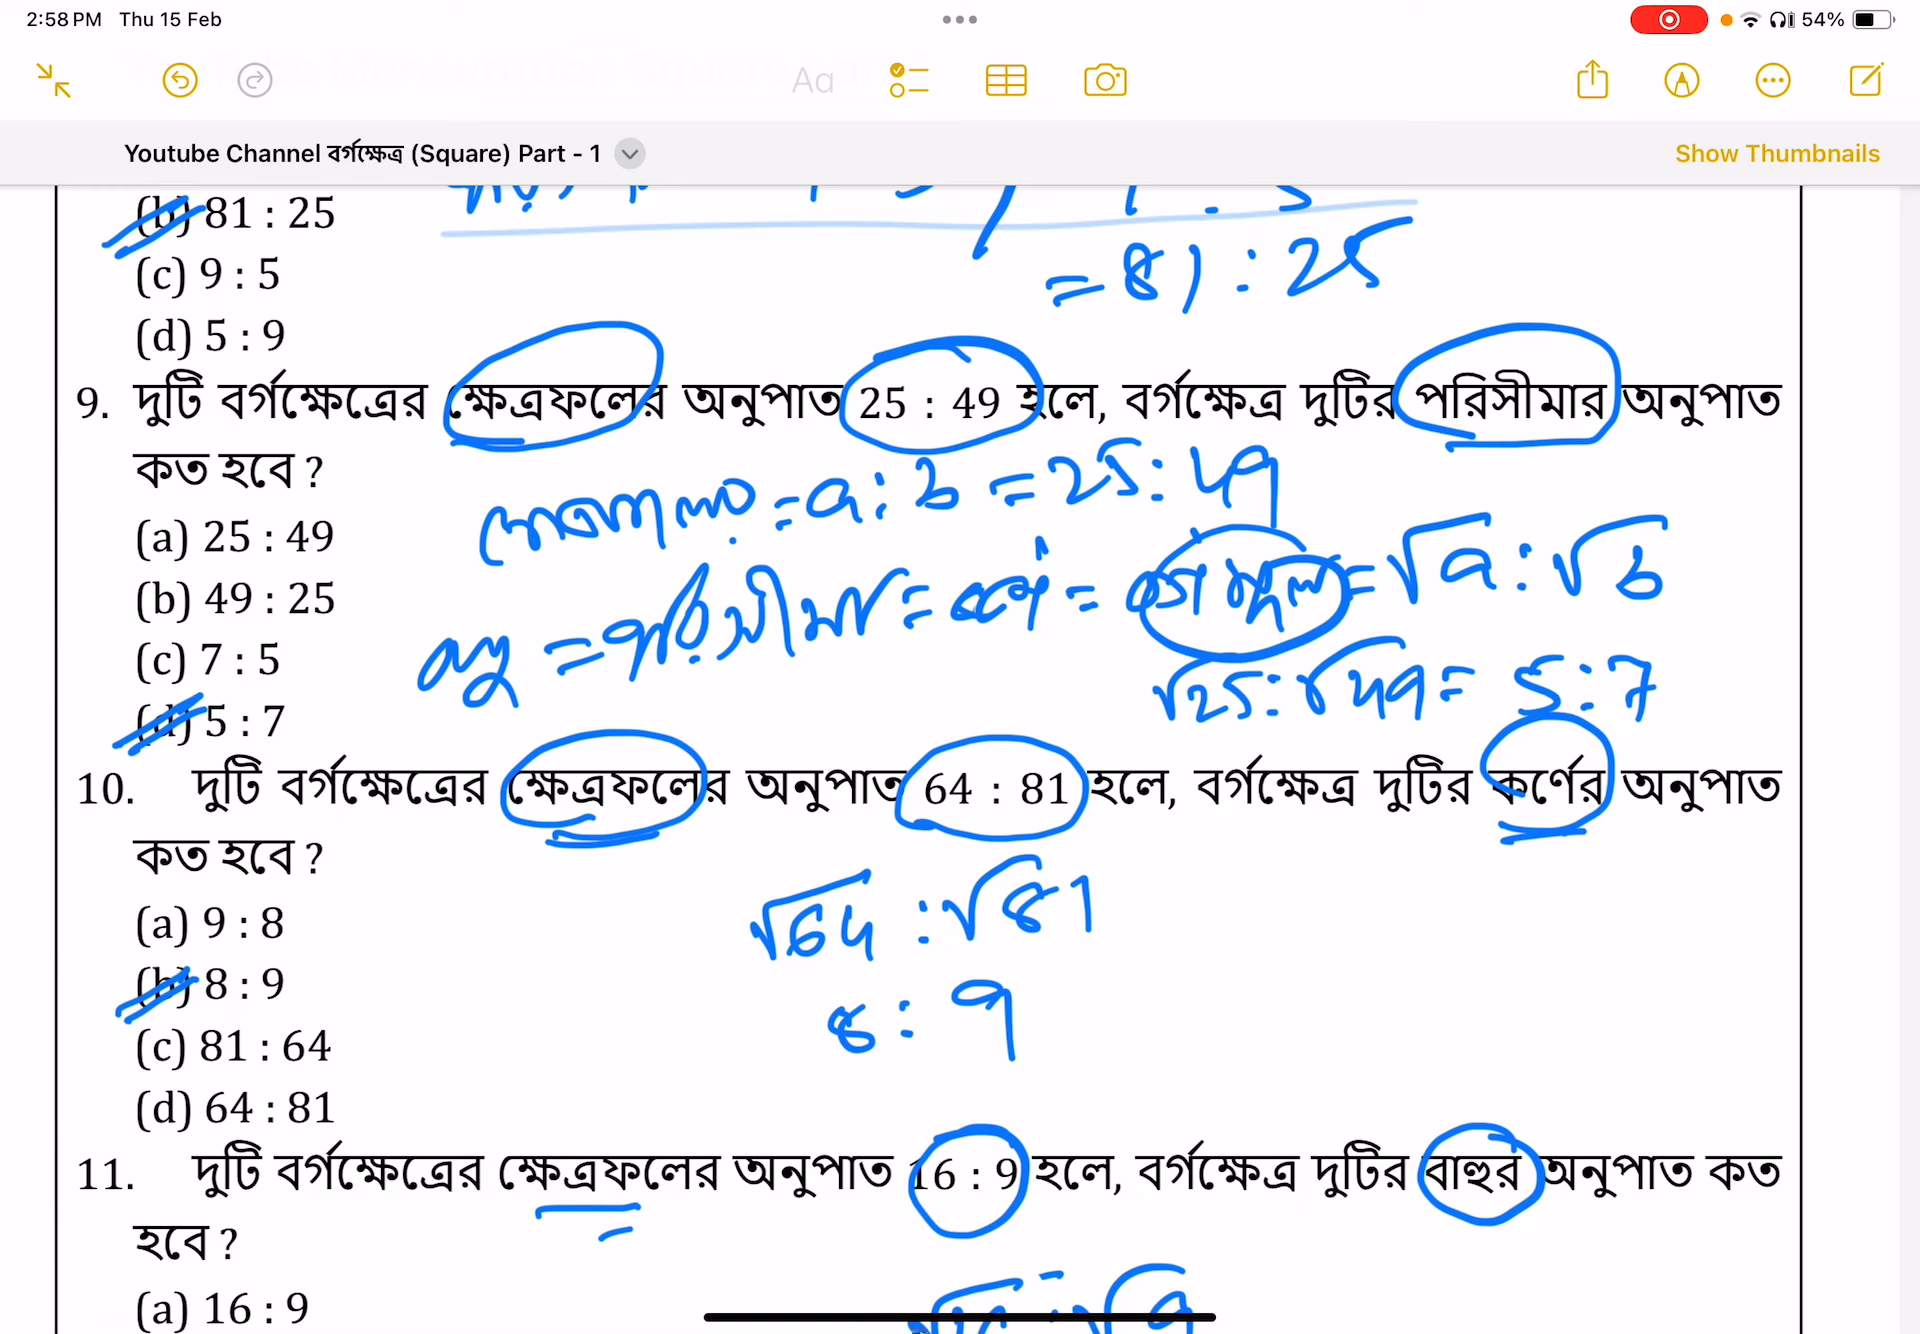 2:58 PM Thu 15 Feb
54%
Aa
Youtube Channel বর্গক্ষেত্র (Square) Part - 1
Show Thumbnails
(b) 81 : 25
= 81 : 25
(c) 9 : 5
(d) 5 : 9
9. দুটি বর্গক্ষেত্রের ক্ষেত্রফলের অনুপাত 25 : 49 হলে, বর্গক্ষেত্র দুটির পরিসীমার অনুপাত
কত হবে ?
= a : b = 25 : 49
(a) 25 : 49
(b) 49 : 25
= পরিসীমা = কর্ণ = = √a : √b
(c) 7 : 5
√25 : √49 = 5 : 7
(d) 5 : 7
10. দুটি বর্গক্ষেত্রের ক্ষেত্রফলের অনুপাত 64 : 81 হলে, বর্গক্ষেত্র দুটির কর্ণের অনুপাত
কত হবে ?
(a) 9 : 8
√64 : √81
(b) 8 : 9
8 : 9
(c) 81 : 64
(d) 64 : 81
11. দুটি বর্গক্ষেত্রের ক্ষেত্রফলের অনুপাত 16 : 9 হলে, বর্গক্ষেত্র দুটির বাহুর অনুপাত কত
হবে ?
(a) 16 : 9